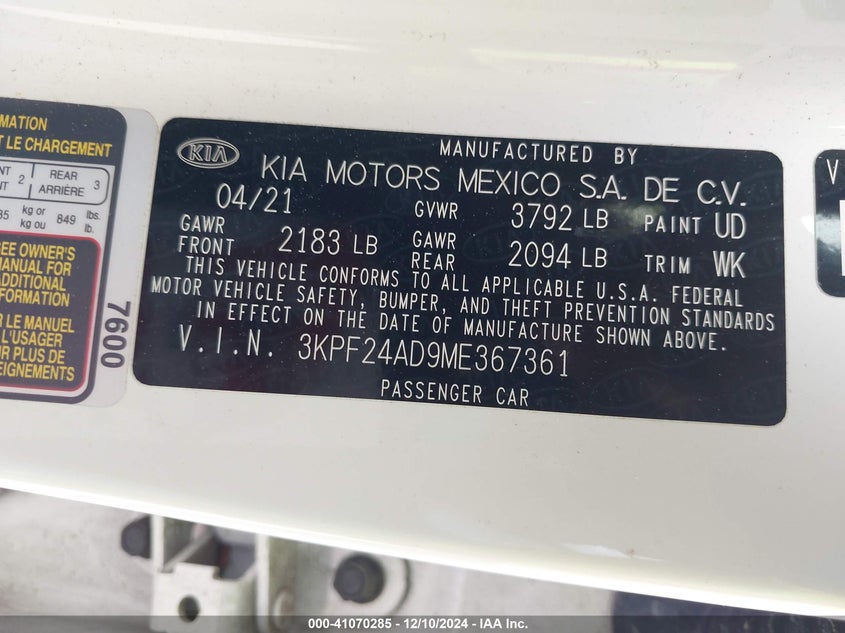 MATION
T LE CHARGEMENT
NT 2 REAR 3
NT ARRIÈRE
85 kg or kg ou 849 lbs. lb.
SEE OWNER'S
MANUAL FOR
ADDITIONAL
FORMATION
R LE MANUEL
L'USAGER
UR PLUS DE
SEIGNEMENTS
7600
KIA
MANUFACTURED BY
KIA MOTORS MEXICO S.A. DE C.V.
04/21 GVWR 3792 LB PAINT UD
GAWR FRONT 2183 LB GAWR REAR 2094 LB TRIM WK
THIS VEHICLE CONFORMS TO ALL APPLICABLE U.S.A. FEDERAL
MOTOR VEHICLE SAFETY, BUMPER, AND THEFT PREVENTION STANDARDS
IN EFFECT ON THE DATE OF MANUFACTURE SHOWN ABOVE.
V.I.N. 3KPF24AD9ME367361
PASSENGER CAR
V
000-41070285 - 12/10/2024 - IAA Inc.